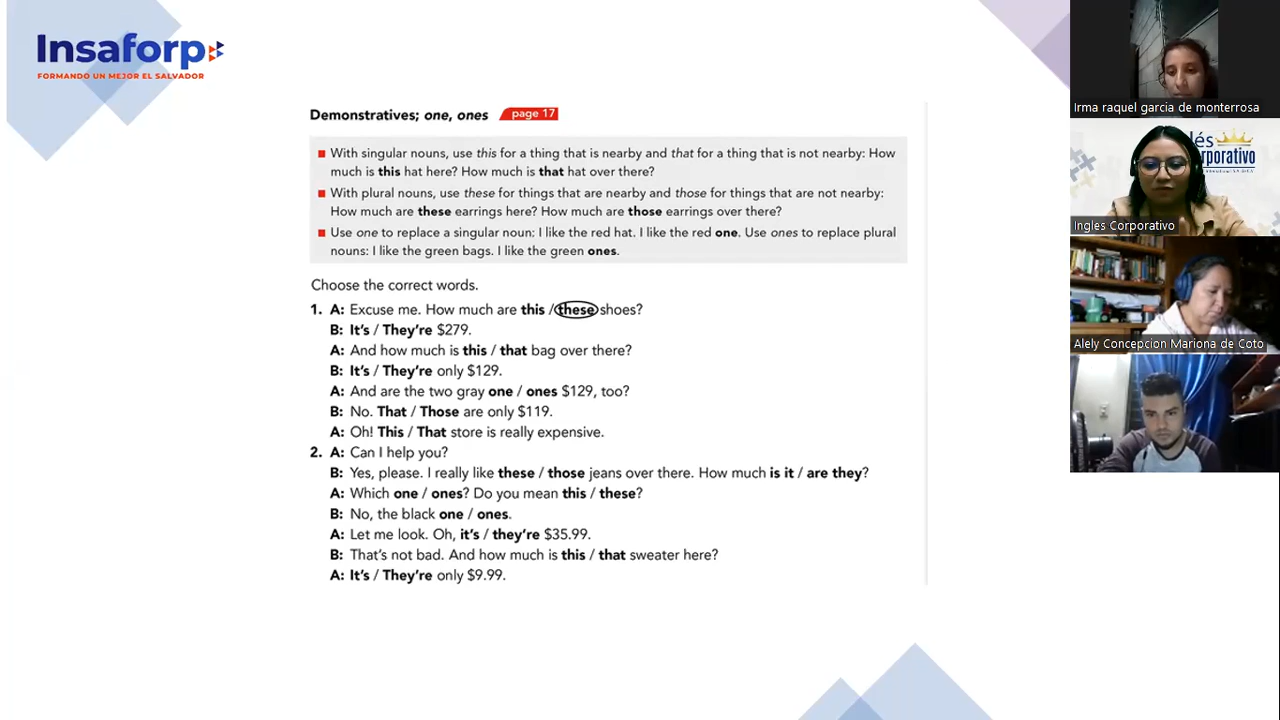 Insaforp
FORMANDO UN MEJOR EL SALVADOR
Demonstratives; one, ones page 17
With singular nouns, use this for a thing that is nearby and that for a thing that is not nearby: How
much is this hat here? How much is that hat over there?
With plural nouns, use these for things that are nearby and those for things that are not nearby:
How much are these earrings here? How much are those earrings over there?
Use one to replace a singular noun: I like the red hat. I like the red one. Use ones to replace plural
nouns: I like the green bags. I like the green ones.
Choose the correct words.
1. A: Excuse me. How much are this / these shoes?
B: It's / They're $279.
A: And how much is this / that bag over there?
B: It's / They're only $129.
A: And are the two gray one / ones $129, too?
B: No. That / Those are only $119.
A: Oh! This / That store is really expensive.
2. A: Can I help you?
B: Yes, please. I really like these / those jeans over there. How much is it / are they?
A: Which one / ones? Do you mean this / these?
B: No, the black one / ones.
A: Let me look. Oh, it's / they're $35.99.
B: That's not bad. And how much is this / that sweater here?
A: It's / They're only $9.99.
Irma raquel garcia de monterrosa
Ingles Corporativo
Alely Concepcion Mariona de Coto